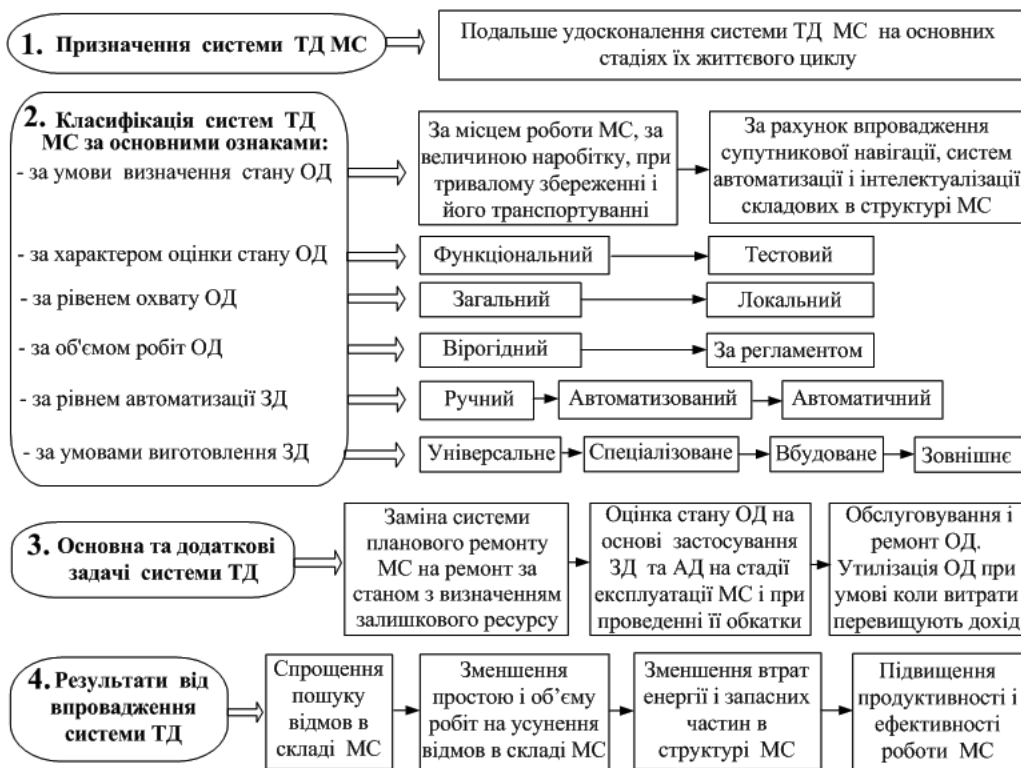 1. Призначення системи ТД МС
Подальше удосконалення системи ТД МС на основних
стадіях їх життєвого циклу
2. Класифікація систем ТД
МС за основними ознаками:
- за умови визначення стану ОД
За місцем роботи МС, за
величиною наробітку, при
тривалому збереженні і
його транспортуванні
За рахунок впровадження
супутникової навігації, систем
автоматизації і інтелектуалізації
складових в структурі МС
- за характером оцінки стану ОД
Функціональний
Тестовий
- за рівенем охвату ОД
Загальний
Локальний
- за об'ємом робіт ОД
Вірогідний
За регламентом
- за рівнем автоматизації ЗД
Ручний
Автоматизований
Автоматичний
- за умовами виготовлення ЗД
Універсальне
Спеціалізоване
Вбудоване
Зовнішнє
3. Основна та додаткові
задачі системи ТД
Заміна системи
планового ремонту
МС на ремонт за
станом з визначенням
залишкового ресурсу
Оцінка стану ОД на
основі застосування
ЗД та АД на стадії
експлуатації МС і при
проведенні її обкатки
Обслуговування і
ремонт ОД.
Утилізація ОД при
умові коли витрати
перевищують дохід
4. Результати від
впровадження
системи ТД
Спрощення
пошуку
відмов в
складі МС
Зменшення
простою і об’єму
робіт на усунення
відмов в складі МС
Зменшення втрат
енергії і запасних
частин в
структурі МС
Підвищення
продуктивності і
ефективності
роботи МС